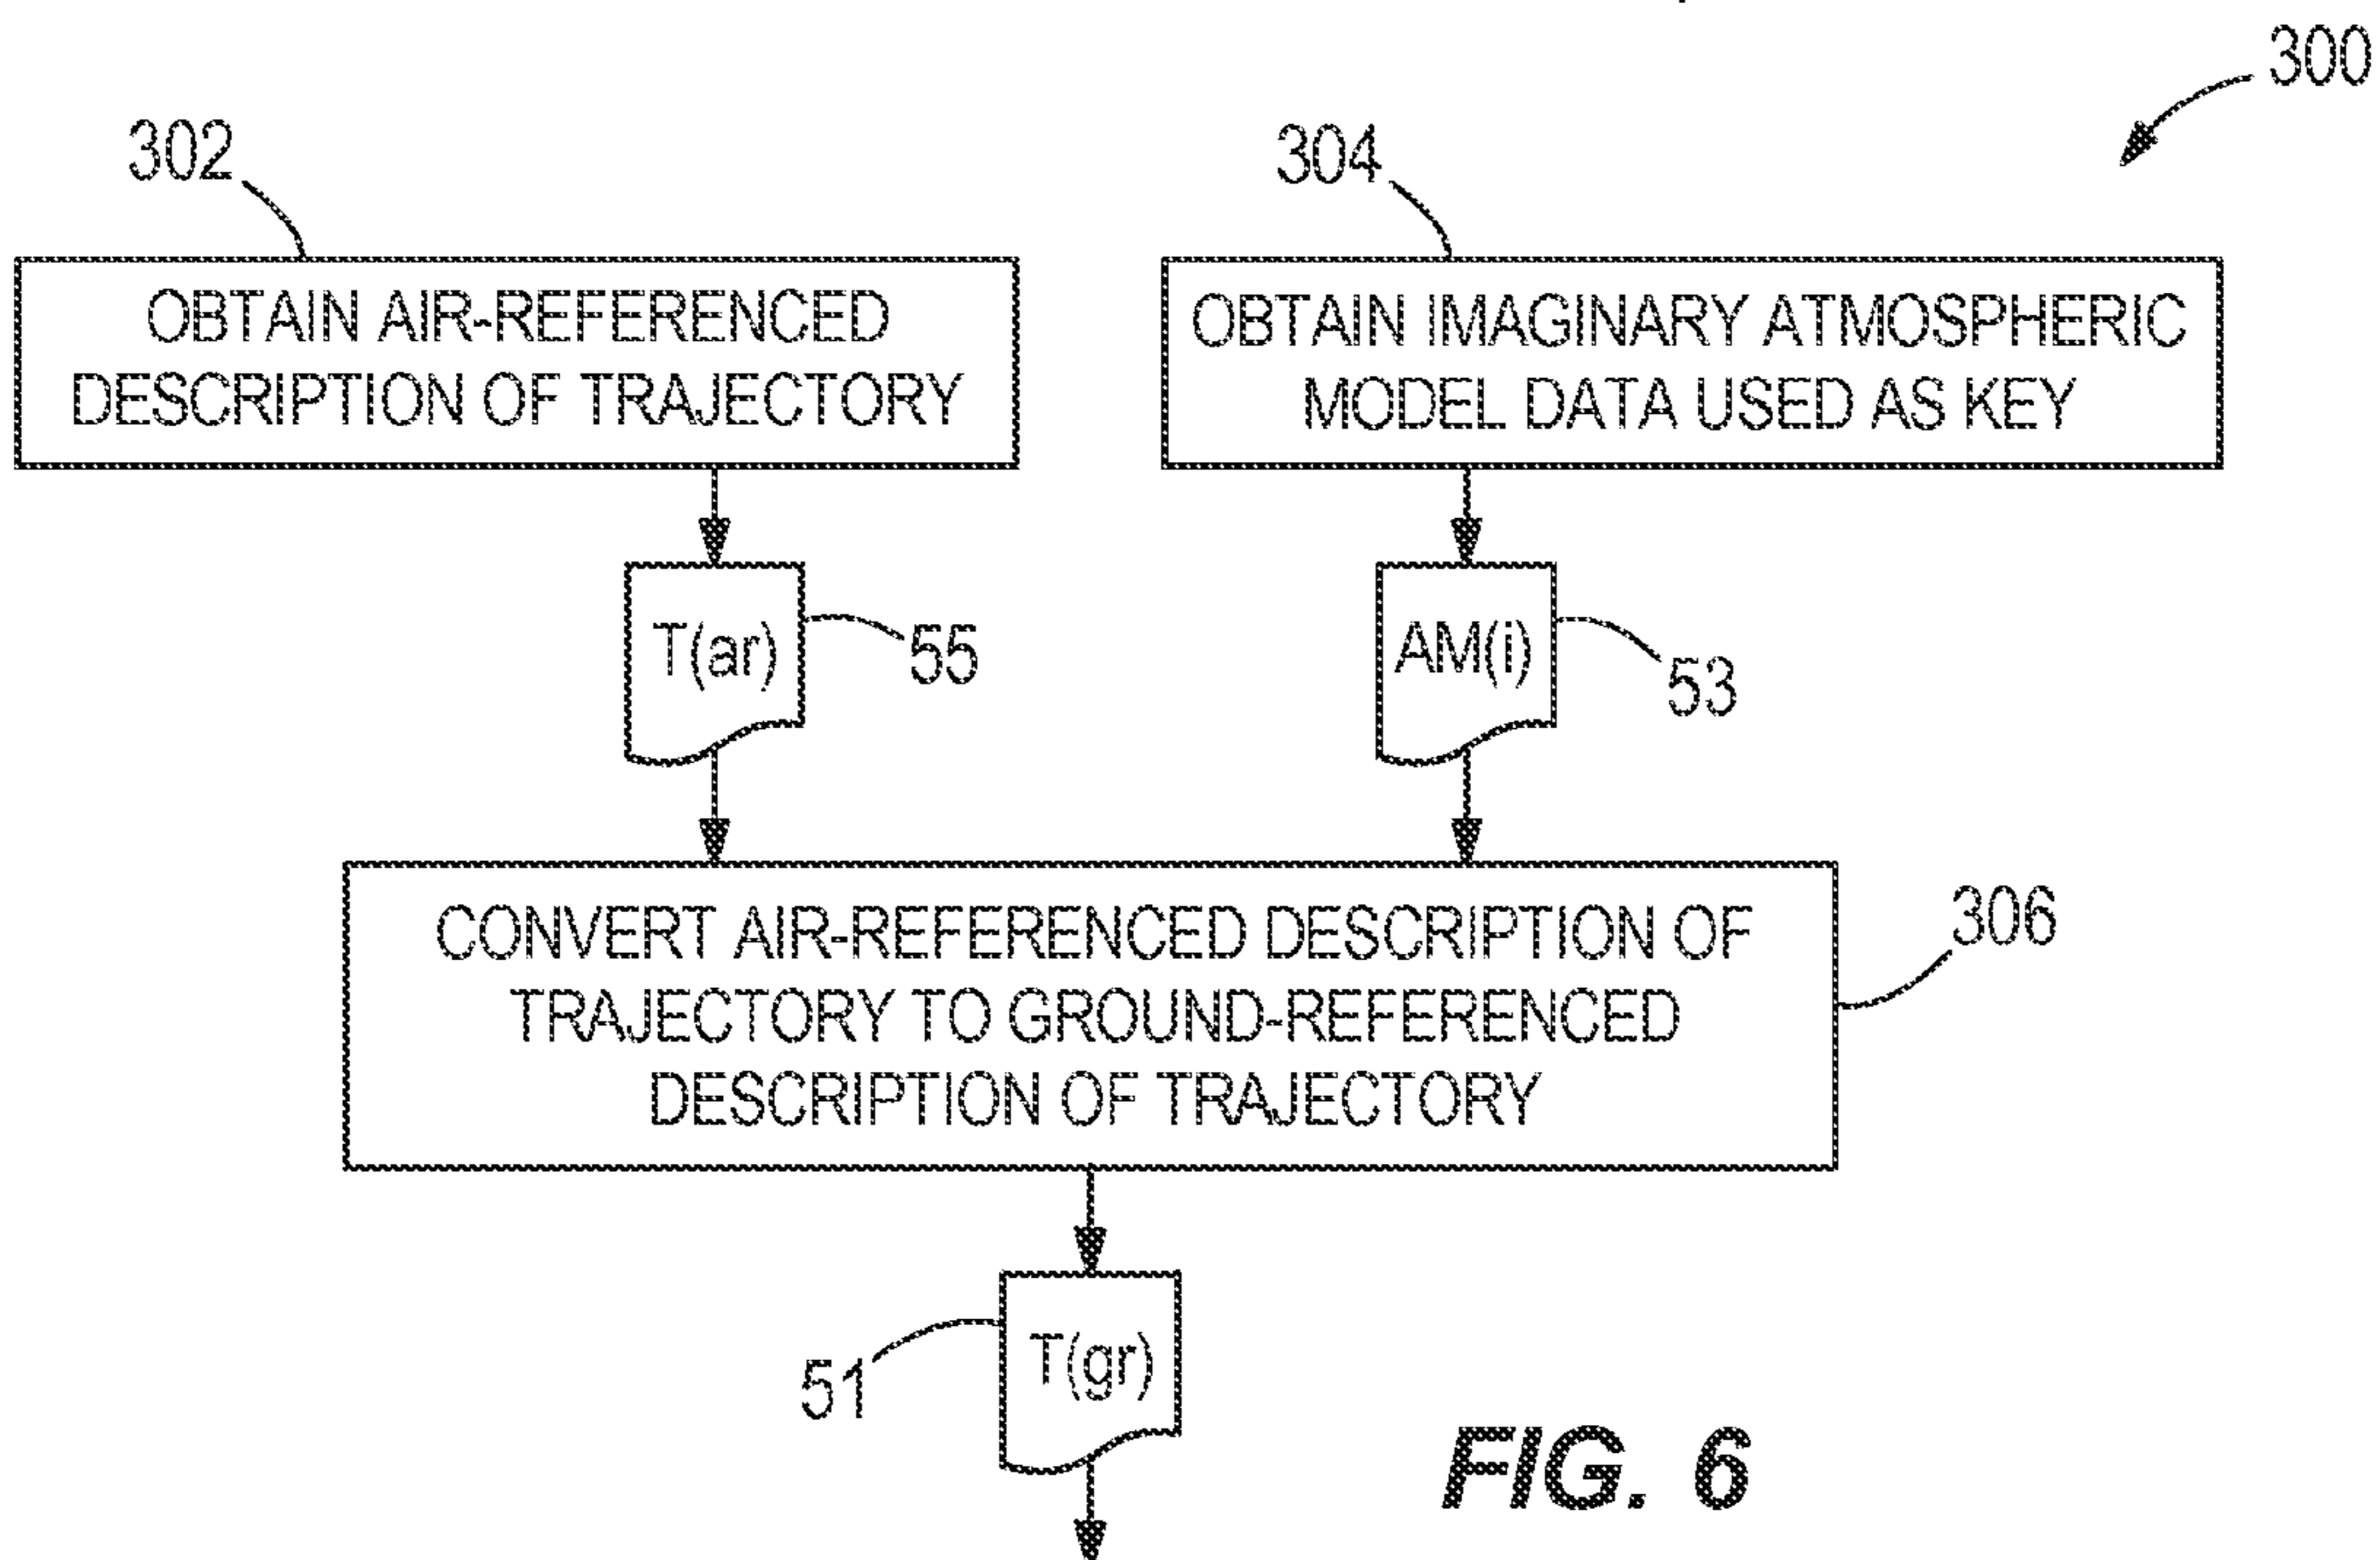 300
302
304
OBTAIN AIR-REFERENCED
DESCRIPTION OF TRAJECTORY
OBTAIN IMAGINARY ATMOSPHERIC
MODEL DATA USED AS KEY
T(ar)
55
AM(i)
53
CONVERT AIR-REFERENCED DESCRIPTION OF
TRAJECTORY TO GROUND-REFERENCED
DESCRIPTION OF TRAJECTORY
306
T(gr)
51
FIG. 6